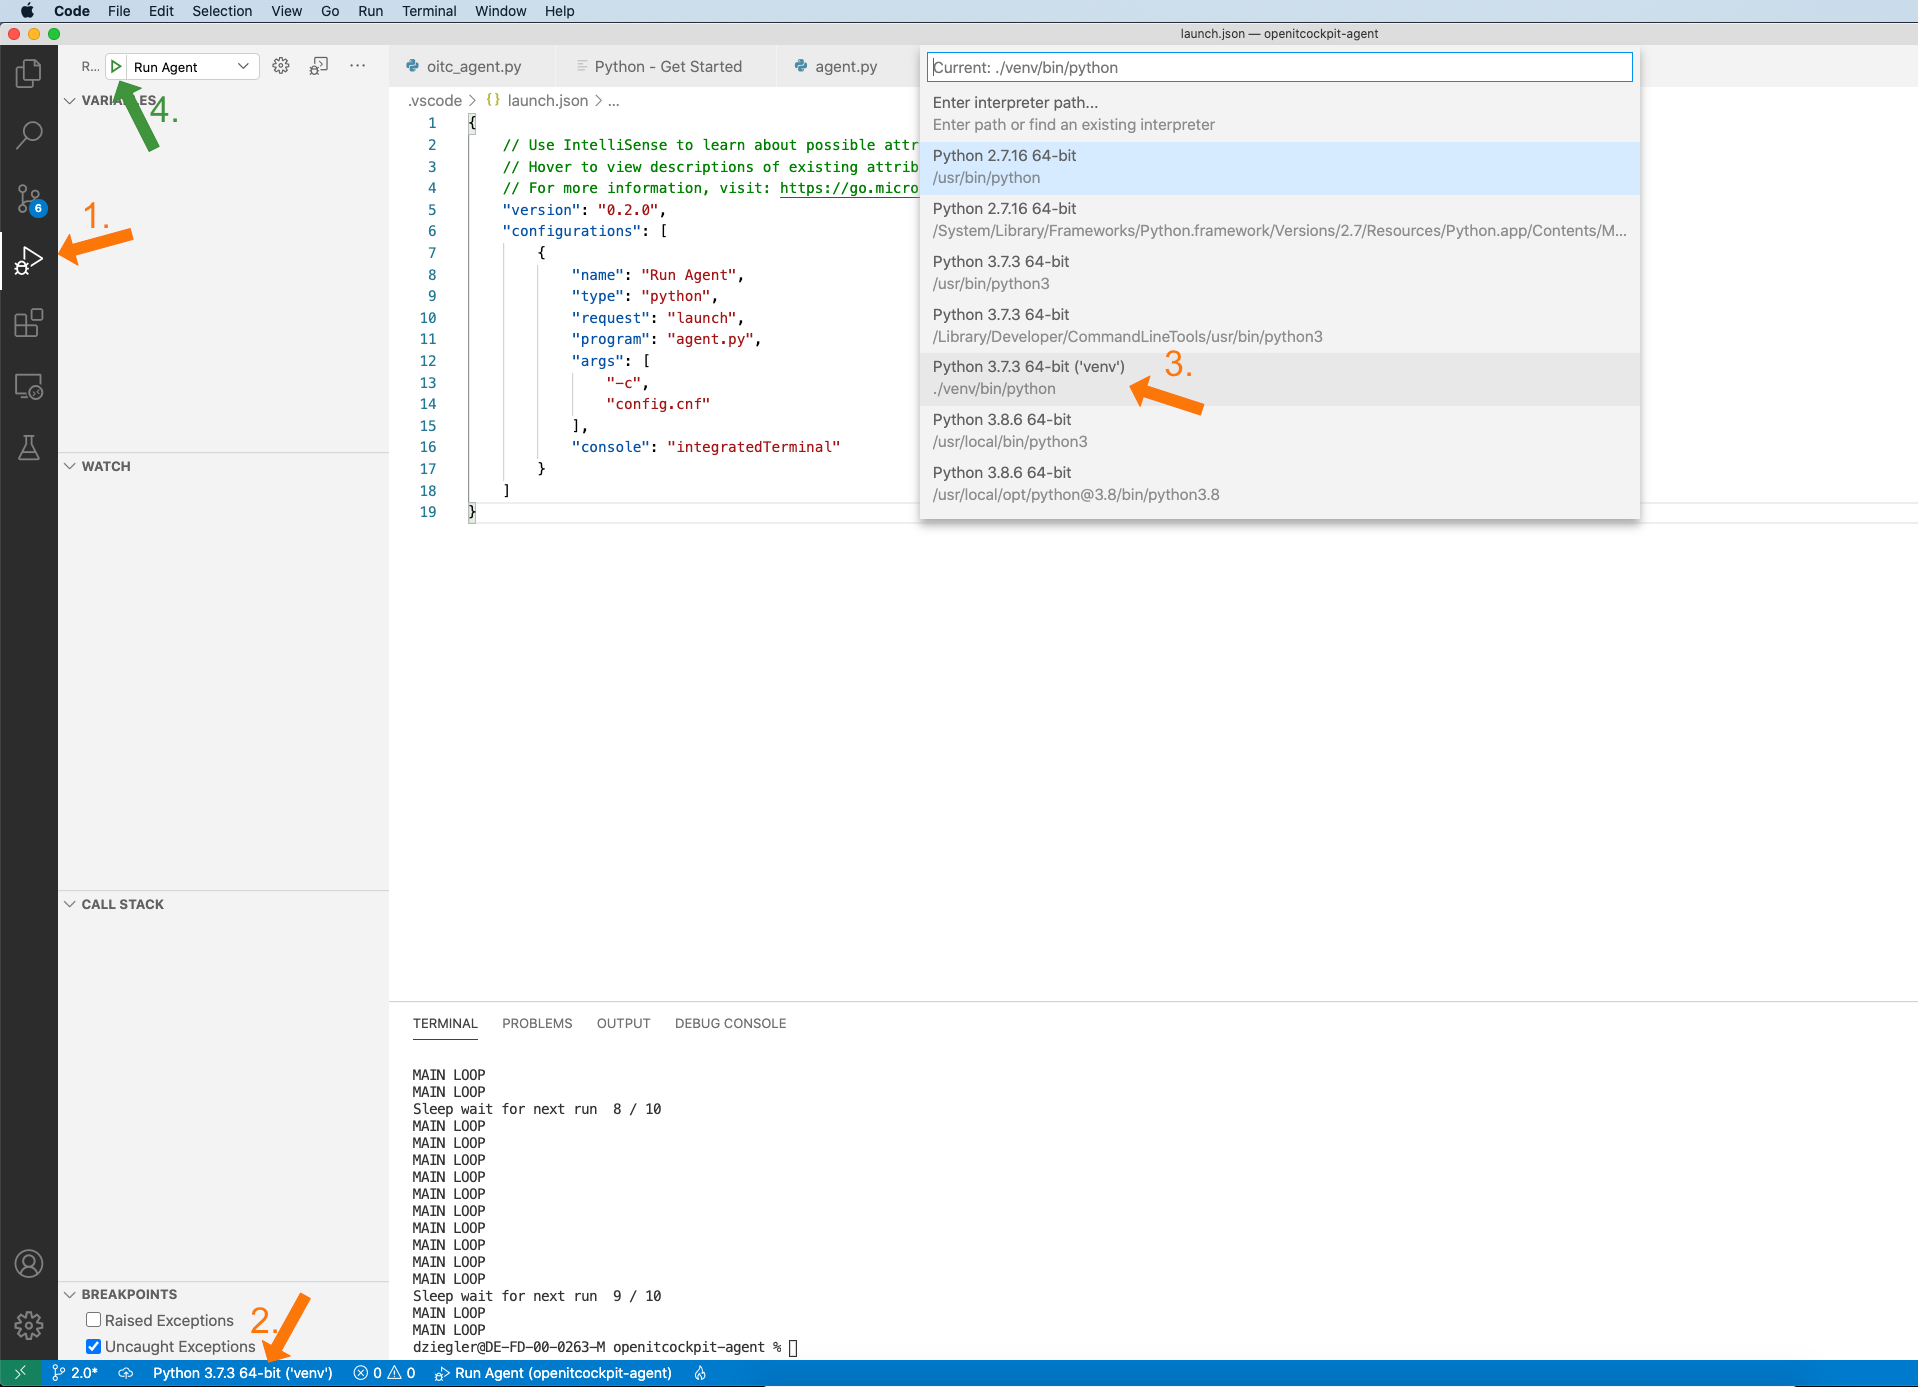 Code File Edit Selection View Go Run Terminal Window Help
launch.json — openitcockpit-agent
R... Run Agent ...
oitc_agent.py
Python - Get Started
agent.py
VARIABLES
4.
1.
6
WATCH
CALL STACK
BREAKPOINTS
Raised Exceptions
Uncaught Exceptions
2.
.vscode > {} launch.json > ...
1 {
2 // Use IntelliSense to learn about possible attr
3 // Hover to view descriptions of existing attrib
4 // For more information, visit: https://go.micro
5 "version": "0.2.0",
6 "configurations": [
7 {
8 "name": "Run Agent",
9 "type": "python",
10 "request": "launch",
11 "program": "agent.py",
12 "args": [
13 "-c",
14 "config.cnf"
15 ],
16 "console": "integratedTerminal"
17 }
18 ]
19 }
Current: ./venv/bin/python
Enter interpreter path...
Enter path or find an existing interpreter
Python 2.7.16 64-bit
/usr/bin/python
Python 2.7.16 64-bit
/System/Library/Frameworks/Python.framework/Versions/2.7/Resources/Python.app/Contents/M...
Python 3.7.3 64-bit
/usr/bin/python3
Python 3.7.3 64-bit
/Library/Developer/CommandLineTools/usr/bin/python3
Python 3.7.3 64-bit ('venv')
./venv/bin/python
3.
Python 3.8.6 64-bit
/usr/local/bin/python3
Python 3.8.6 64-bit
/usr/local/opt/python@3.8/bin/python3.8
TERMINAL PROBLEMS OUTPUT DEBUG CONSOLE
MAIN LOOP
MAIN LOOP
Sleep wait for next run 8 / 10
MAIN LOOP
MAIN LOOP
MAIN LOOP
MAIN LOOP
MAIN LOOP
MAIN LOOP
MAIN LOOP
MAIN LOOP
MAIN LOOP
MAIN LOOP
Sleep wait for next run 9 / 10
MAIN LOOP
MAIN LOOP
dziegler@DE-FD-00-0263-M openitcockpit-agent %
2.0* Python 3.7.3 64-bit ('venv') 0 0 Run Agent (openitcockpit-agent)